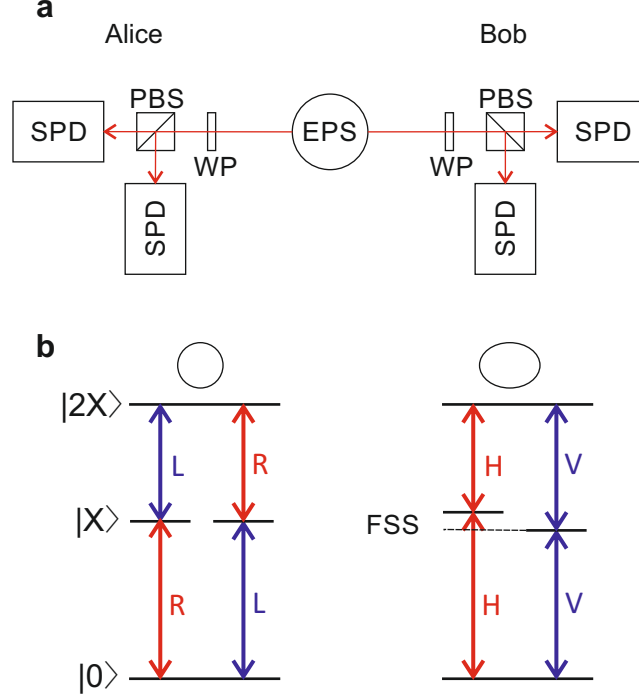 a
Alice
Bob
PBS
PBS
SPD
EPS
SPD
WP
WP
SPD
SPD
b
|2X⟩
L
R
H
V
|X⟩
FSS
R
L
H
V
|0⟩